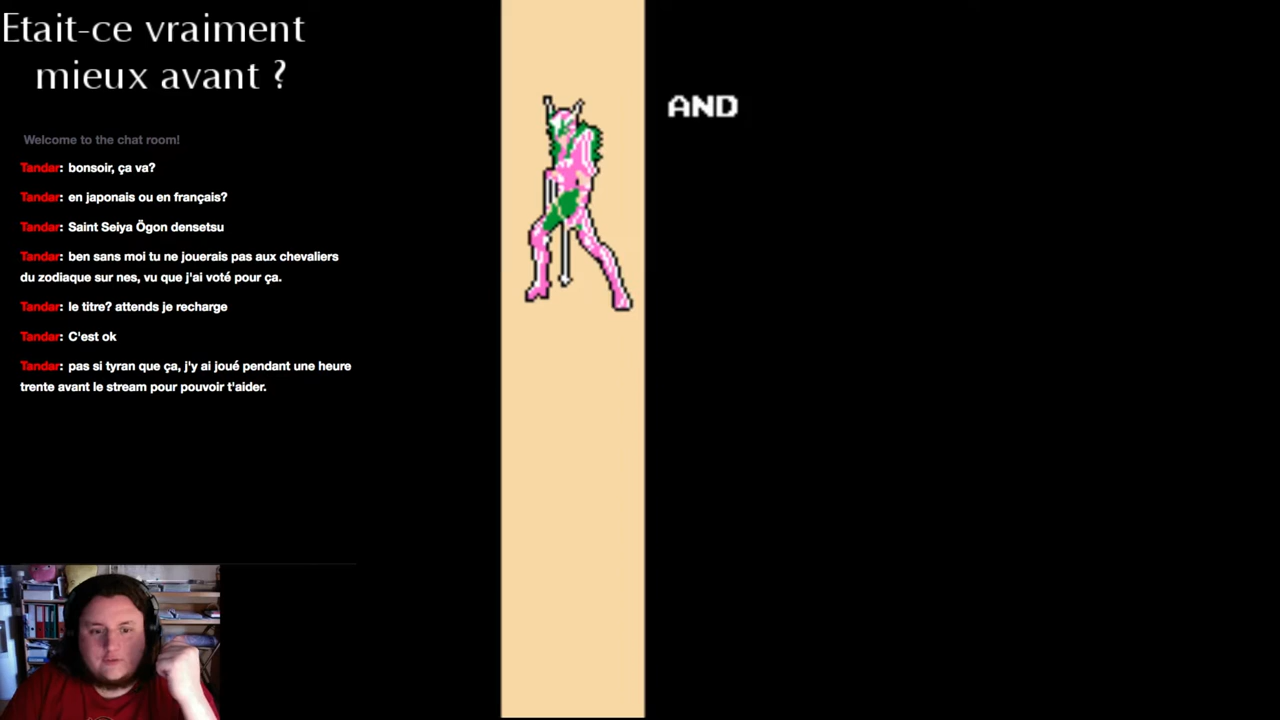 Etait-ce vraiment
mieux avant ?
Welcome to the chat room!
Tandar: bonsoir, ça va?
Tandar: en japonais ou en français?
Tandar: Saint Seiya Ögon densetsu
Tandar: ben sans moi tu ne jouerais pas aux chevaliers
du zodiaque sur nes, vu que j'ai voté pour ça.
Tandar: le titre? attends je recharge
Tandar: C'est ok
Tandar: pas si tyran que ça, j'y ai joué pendant une heure
trente avant le stream pour pouvoir t'aider.
AND